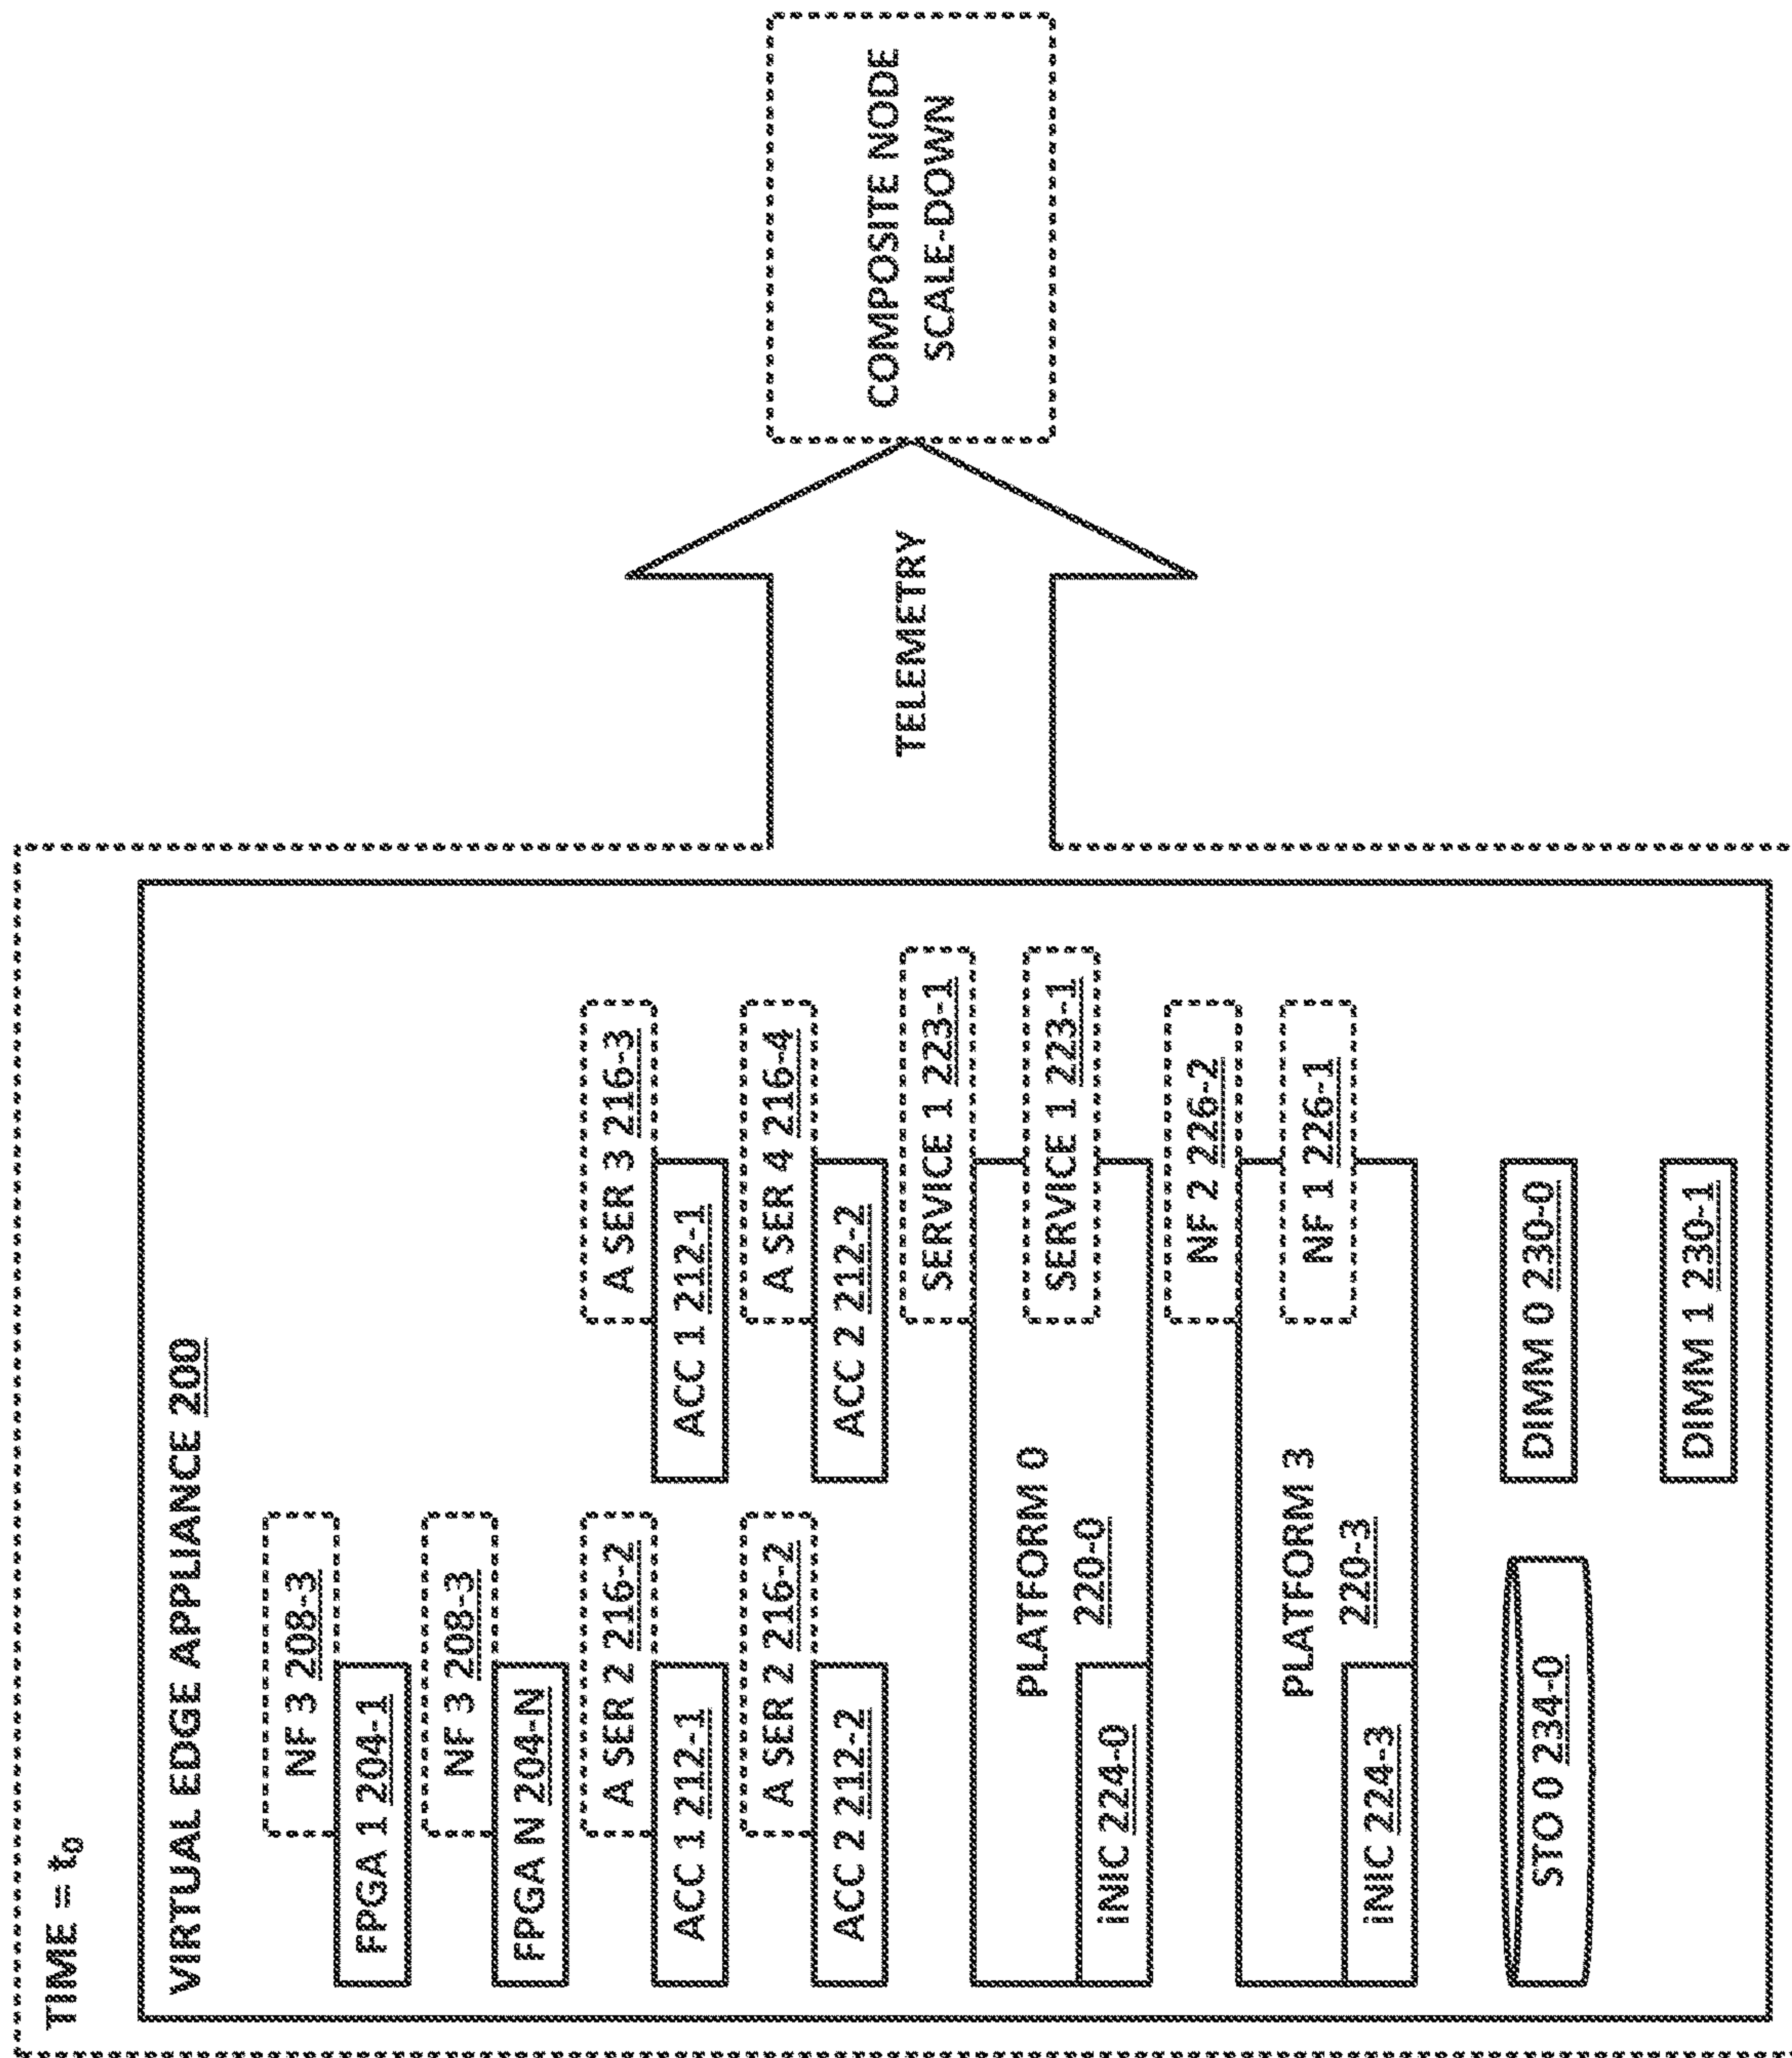 TIME = t0
VIRTUAL EDGE APPLIANCE 200
NF 3 208-3
FPGA 1 204-1
NF 3 208-3
FPGA N 204-N
A SER 2 216-2
A SER 3 216-3
ACC 1 212-1
ACC 1 212-1
A SER 2 216-2
A SER 4 216-4
ACC 2 212-2
ACC 2 212-2
SERVICE 1 223-1
PLATFORM 0
SERVICE 1 223-1
220-0
iNIC 224-0
NF 2 226-2
PLATFORM 3
NF 1 226-1
220-3
iNIC 224-3
STO 0 234-0
DIMM 0 230-0
DIMM 1 230-1
TELEMETRY
COMPOSITE NODE
SCALE-DOWN